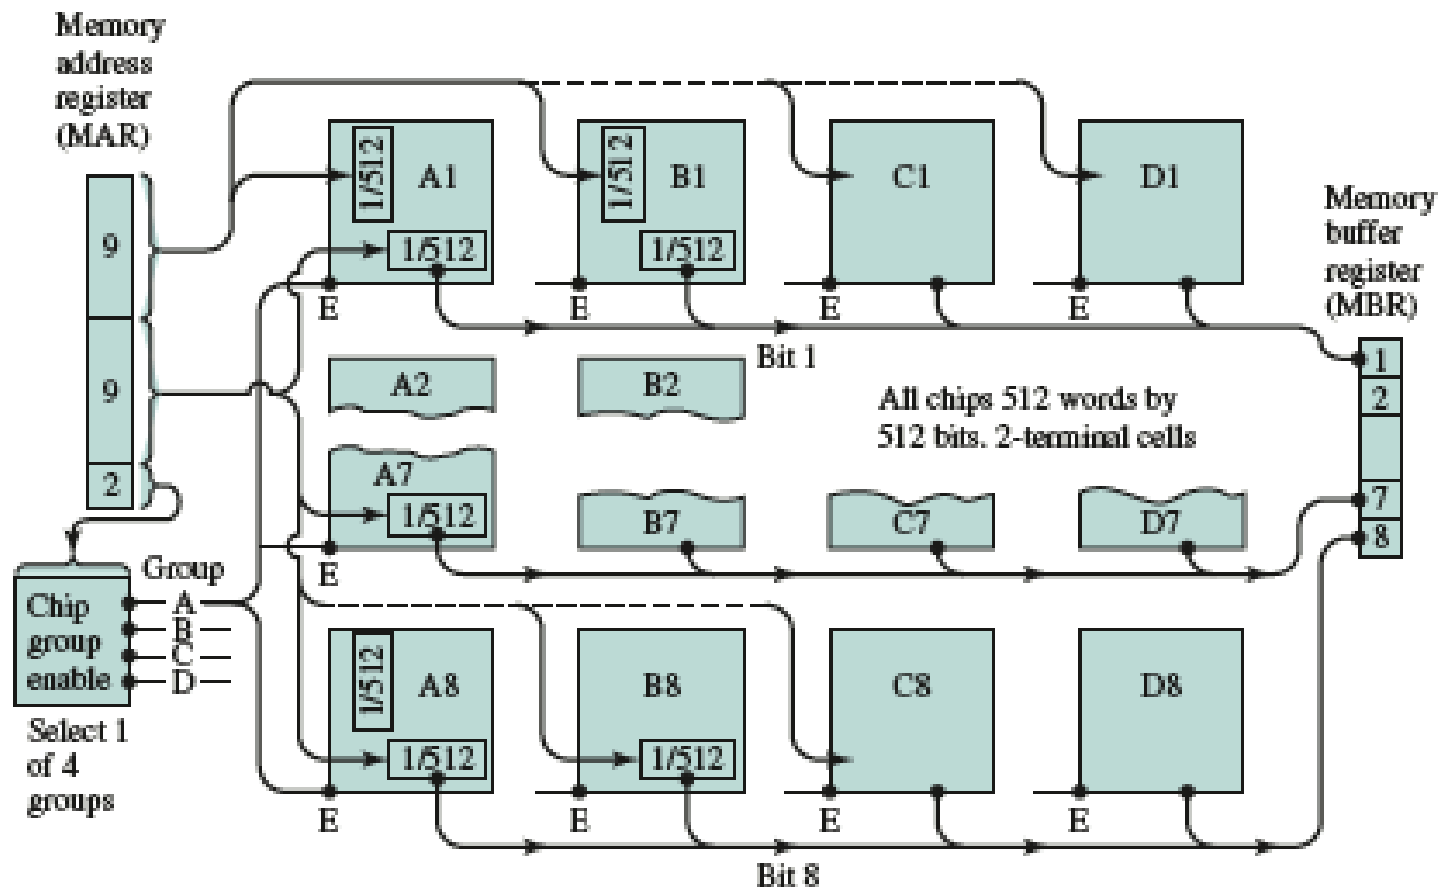 Memory
address
register
(MAR)
9
9
2
Chip
group
enable
Select 1
of 4
groups
Group
A
B
C
D
1/512
A1
1/512
E
1/512
B1
1/512
E
C1
E
D1
E
Bit 1
A2
B2
All chips 512 words by
512 bits. 2-terminal cells
A7
1/512
E
B7
C7
D7
1/512
A8
1/512
E
B8
1/512
E
C8
E
D8
E
Bit 8
Memory
buffer
register
(MBR)
1
2
7
8